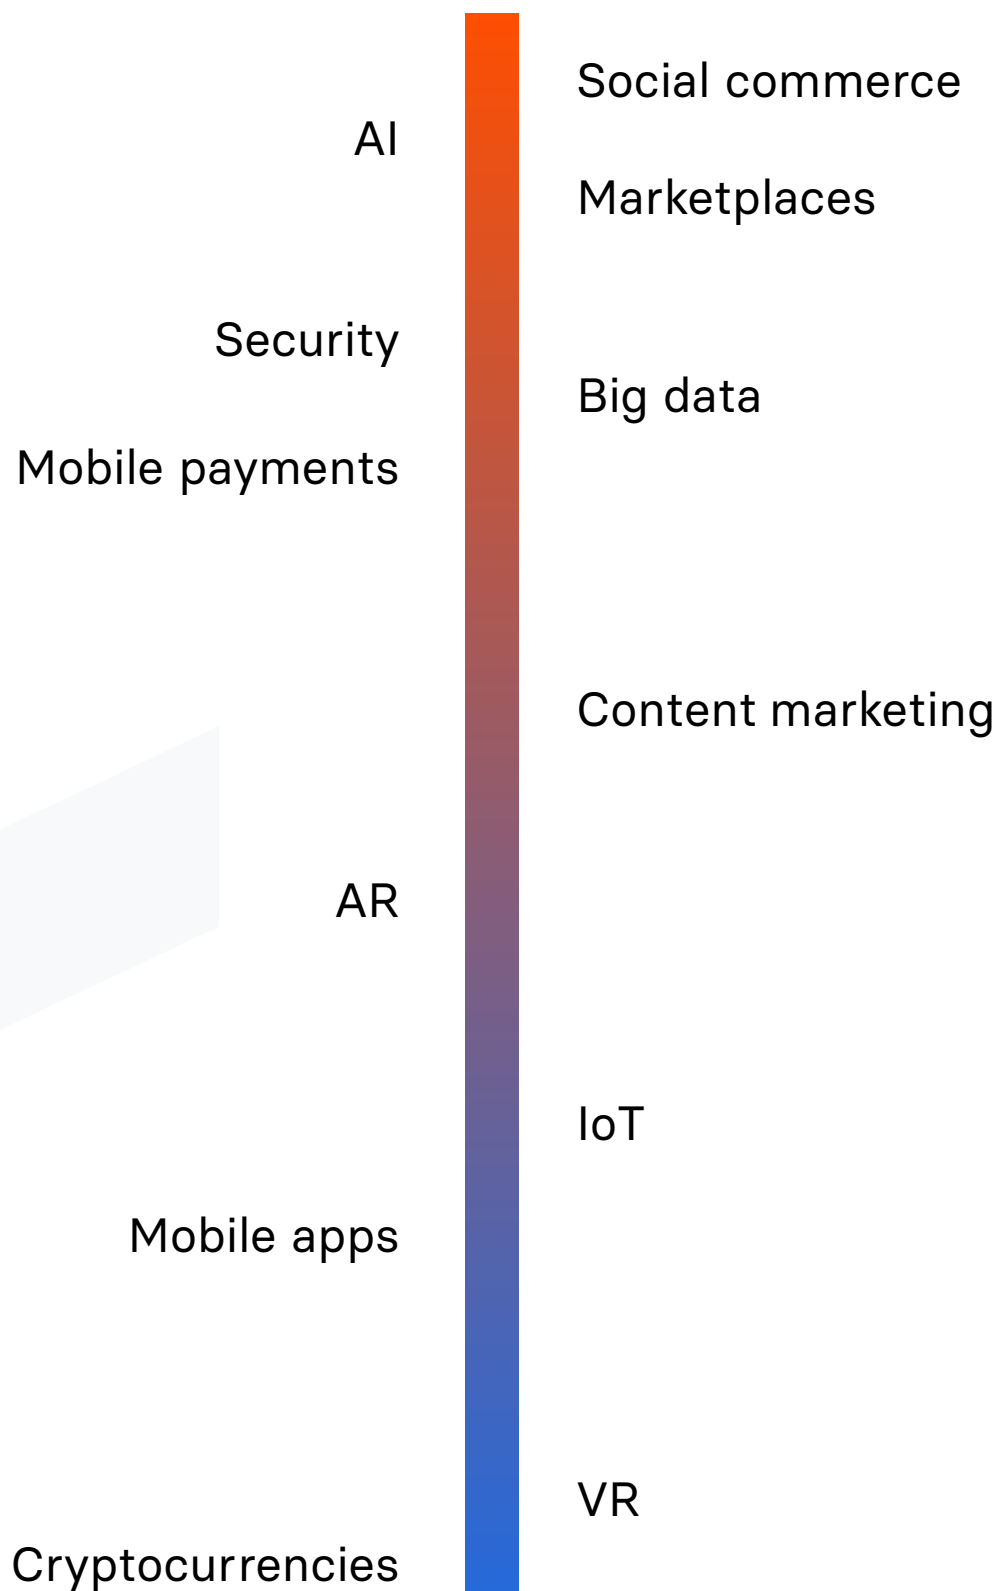 Social commerce
AI
Marketplaces
Security
Big data
Mobile payments
Content marketing
AR
IoT
Mobile apps
VR
Cryptocurrencies